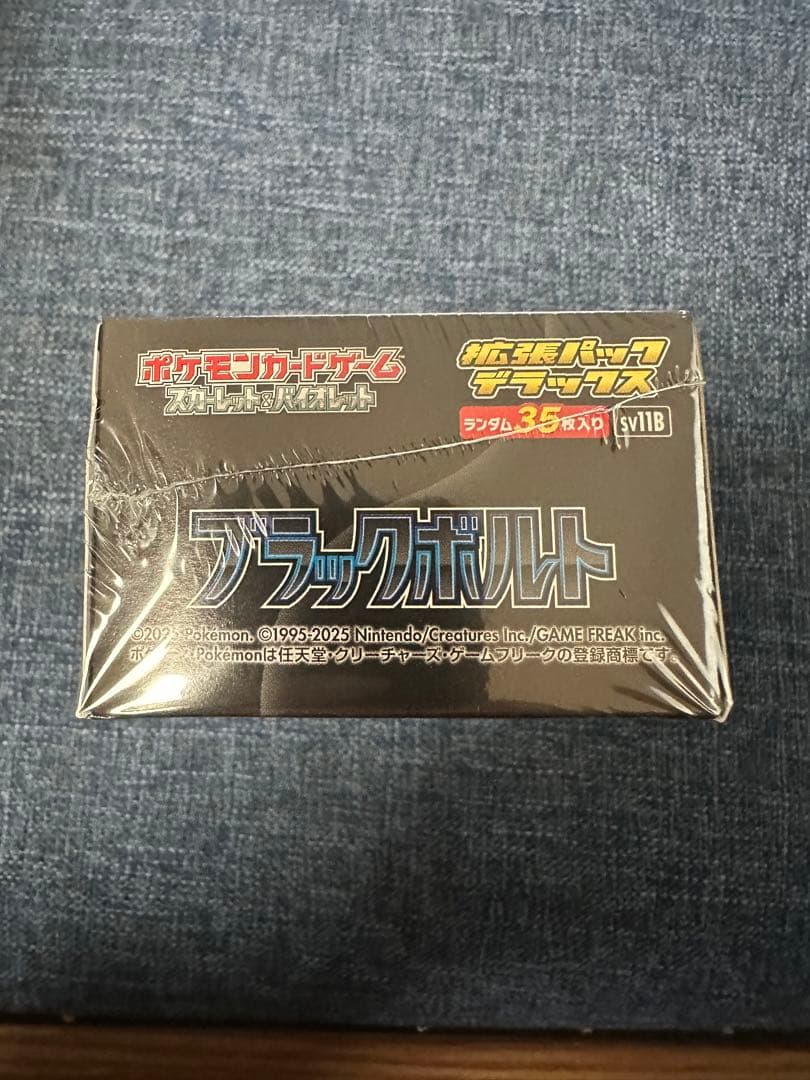 ポケモンカードゲーム
スカーレット&バイオレット
拡張パック
デラックス
ランダム35枚入り
sv11B
ブラックボルト
©2025 Pokémon. ©1995-2025 Nintendo/Creatures Inc./GAME FREAK inc.
ポケモン・Pokémonは任天堂・クリーチャーズ・ゲームフリークの登録商標です。